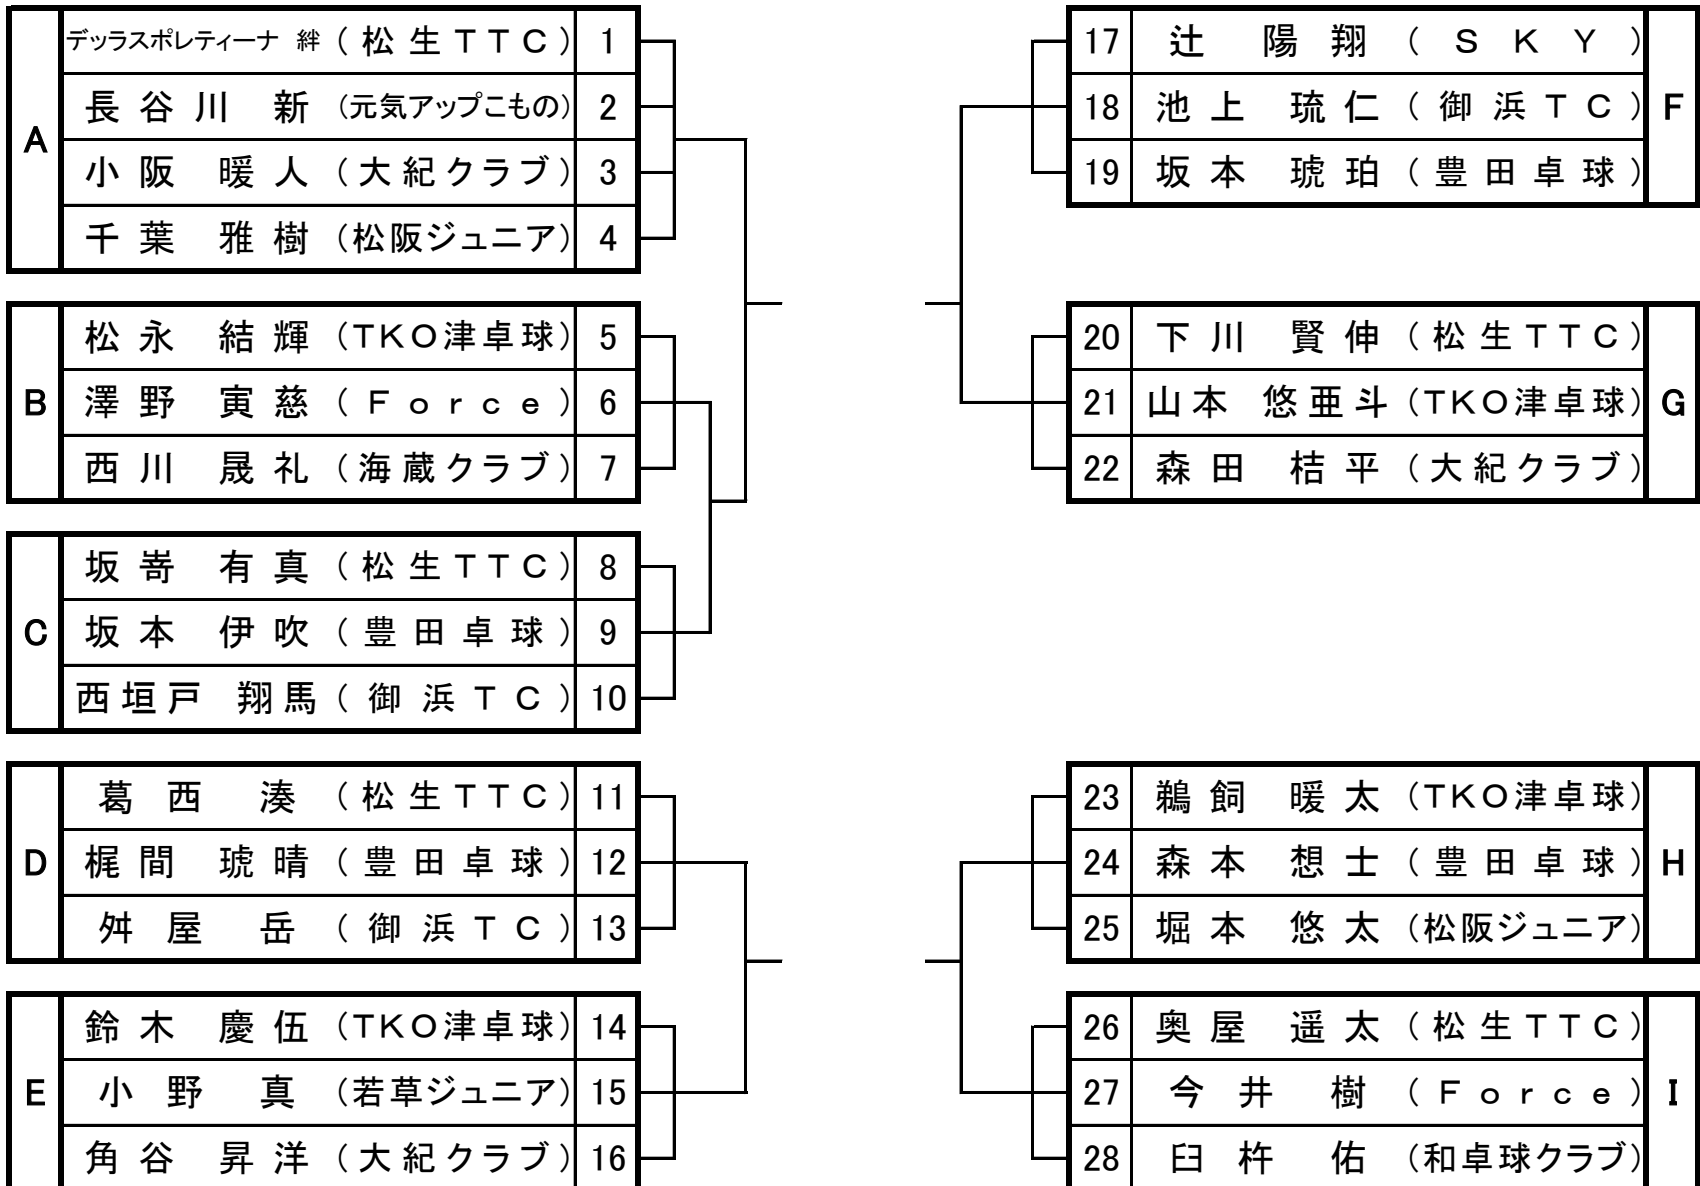 A
デッラスポレティーナ 絆 (松生TTC) 1
長谷川 新 (元気アップこもの) 2
小阪 暖人 (大紀クラブ) 3
千葉 雅樹 (松阪ジュニア) 4
B
松永 結輝 (TKO津卓球) 5
澤野 寅慈 (Force) 6
西川 晟礼 (海蔵クラブ) 7
C
坂嵜 有真 (松生TTC) 8
坂本 伊吹 (豊田卓球) 9
西垣戸 翔馬 (御浜TC) 10
D
葛西 湊 (松生TTC) 11
梶間 琥晴 (豊田卓球) 12
舛屋 岳 (御浜TC) 13
E
鈴木 慶伍 (TKO津卓球) 14
小野 真 (若草ジュニア) 15
角谷 昇洋 (大紀クラブ) 16
17 辻 陽翔 (SKY)
18 池上 琉仁 (御浜TC)
19 坂本 琥珀 (豊田卓球)
F
20 下川 賢伸 (松生TTC)
21 山本 悠亜斗 (TKO津卓球)
22 森田 桔平 (大紀クラブ)
G
23 鵜飼 暖太 (TKO津卓球)
24 森本 想士 (豊田卓球)
25 堀本 悠太 (松阪ジュニア)
H
26 奥屋 遥太 (松生TTC)
27 今井 樹 (Force)
28 臼杵 佑 (和卓球クラブ)
I